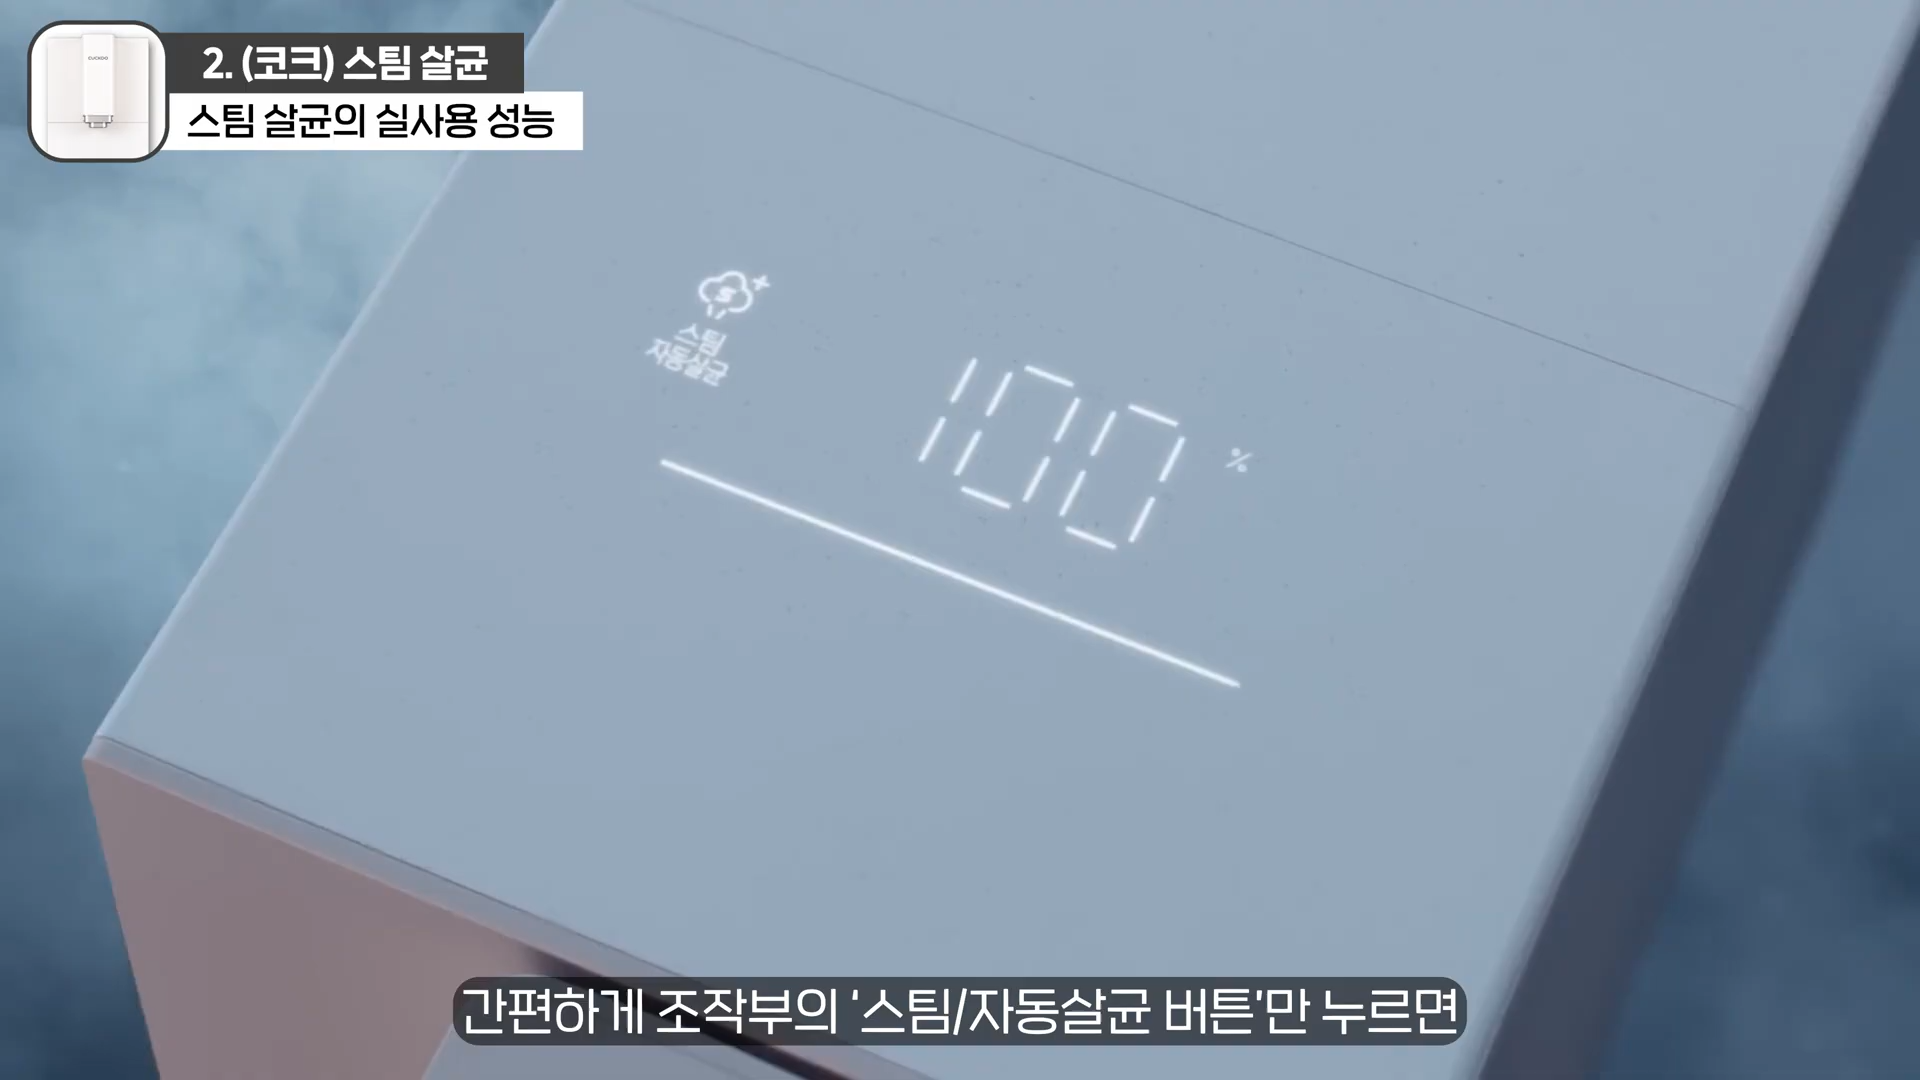 CUCKOO
2. (코크) 스팀 살균
스팀 살균의 실사용 성능
S
스팀
자동살균
100 %
간편하게 조작부의 ‘스팀/자동살균 버튼’만 누르면